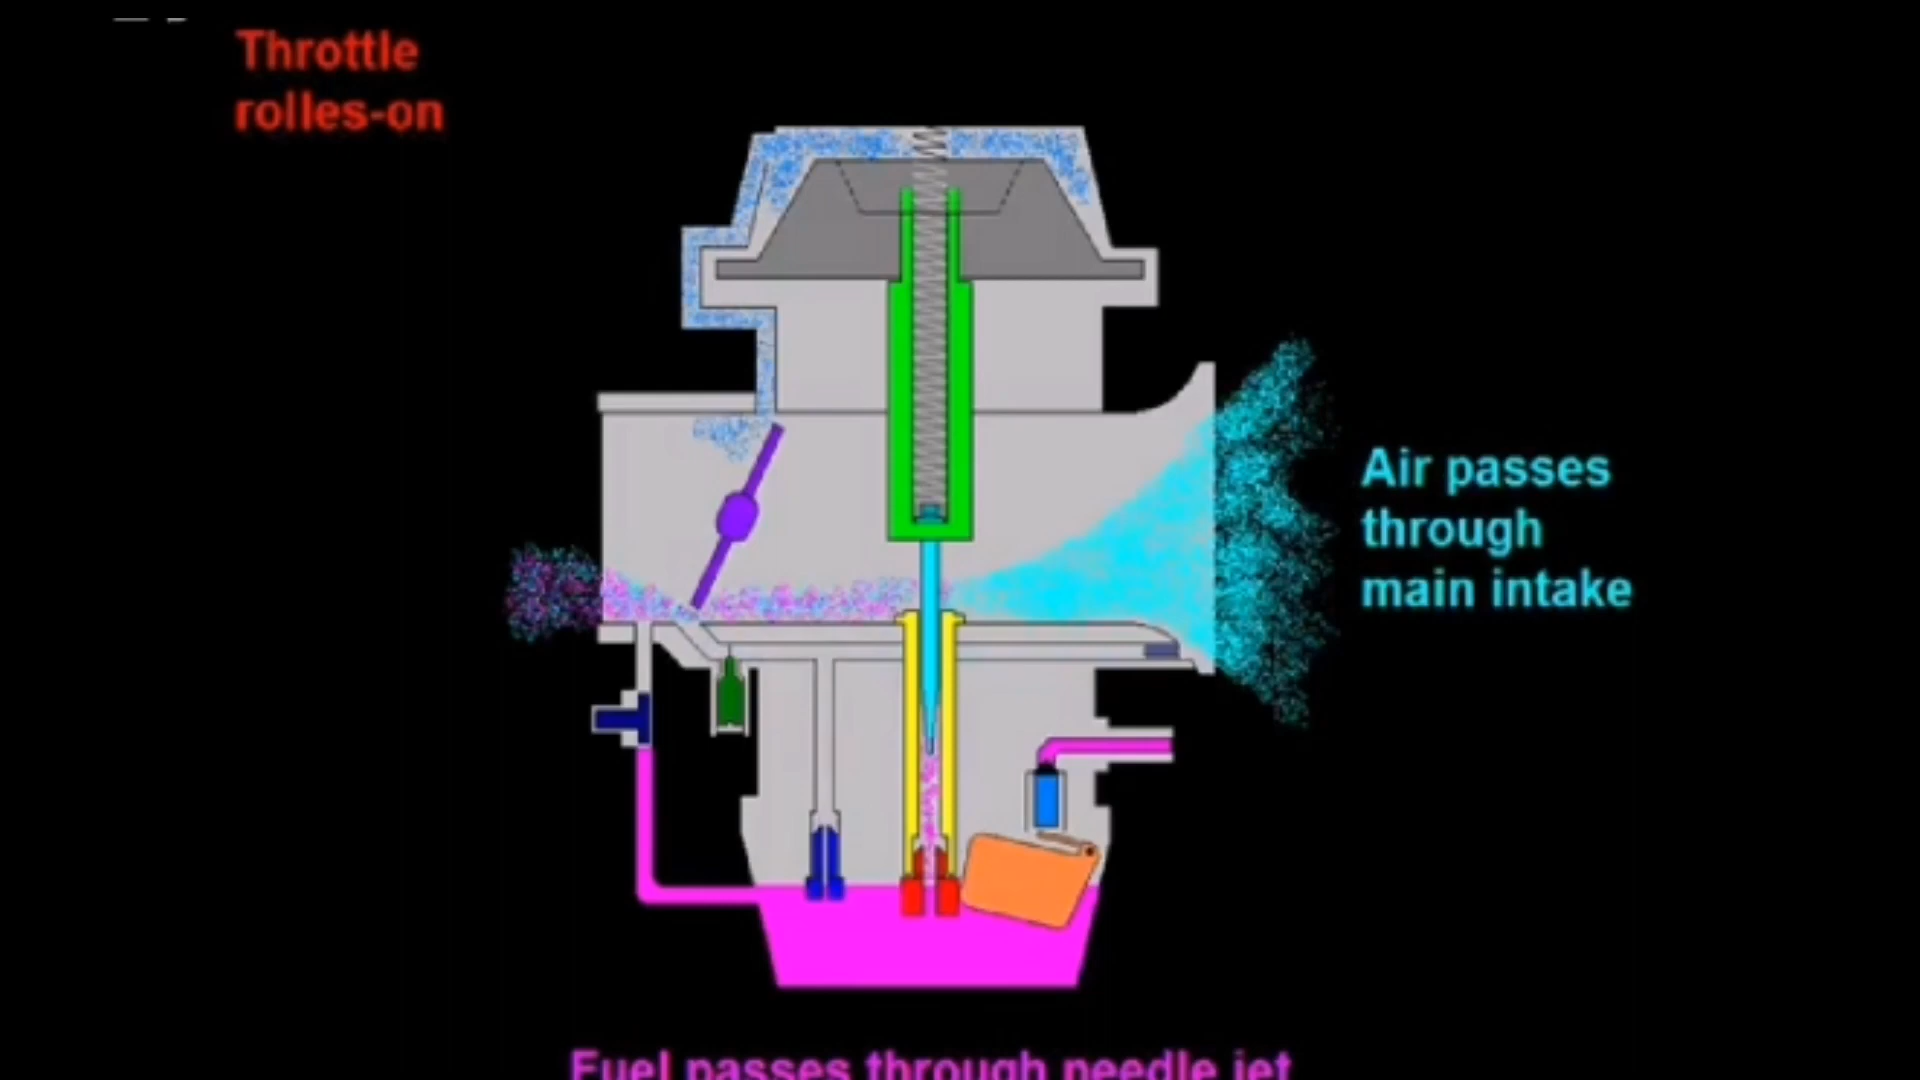 Throttle
rolles-on
Air passes
through
main intake
Fuel passes through needle jet